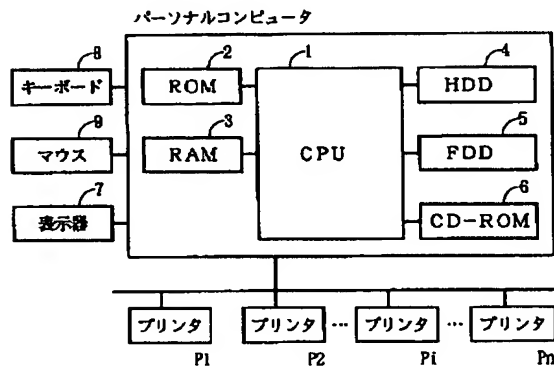 パーソナルコンピュータ
8
キーボード
9
マウス
7
表示器
2
ROM
3
RAM
1
CPU
4
HDD
5
FDD
6
CD-ROM
プリンタ
プリンタ
...
プリンタ
...
プリンタ
P1
P2
Pi
Pn